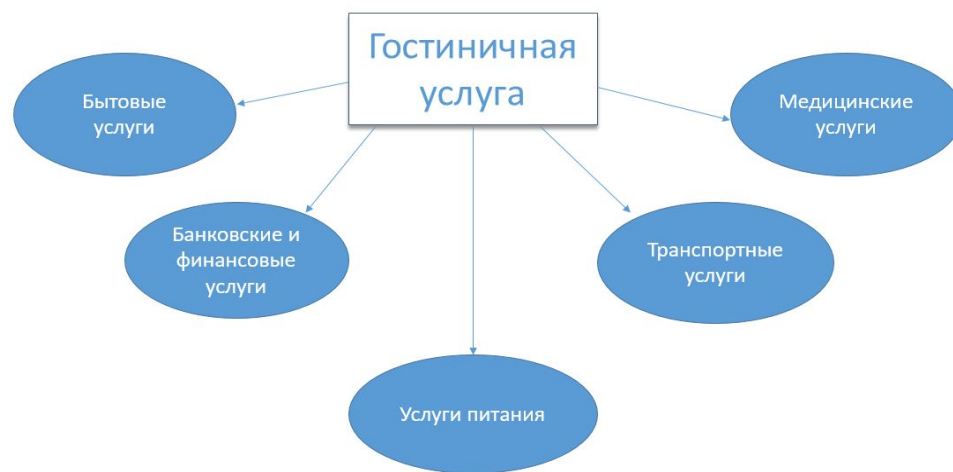 Гостиничная
услуга
Бытовые
услуги
Медицинские
услуги
Банковские и
финансовые
услуги
Транспортные
услуги
Услуги питания